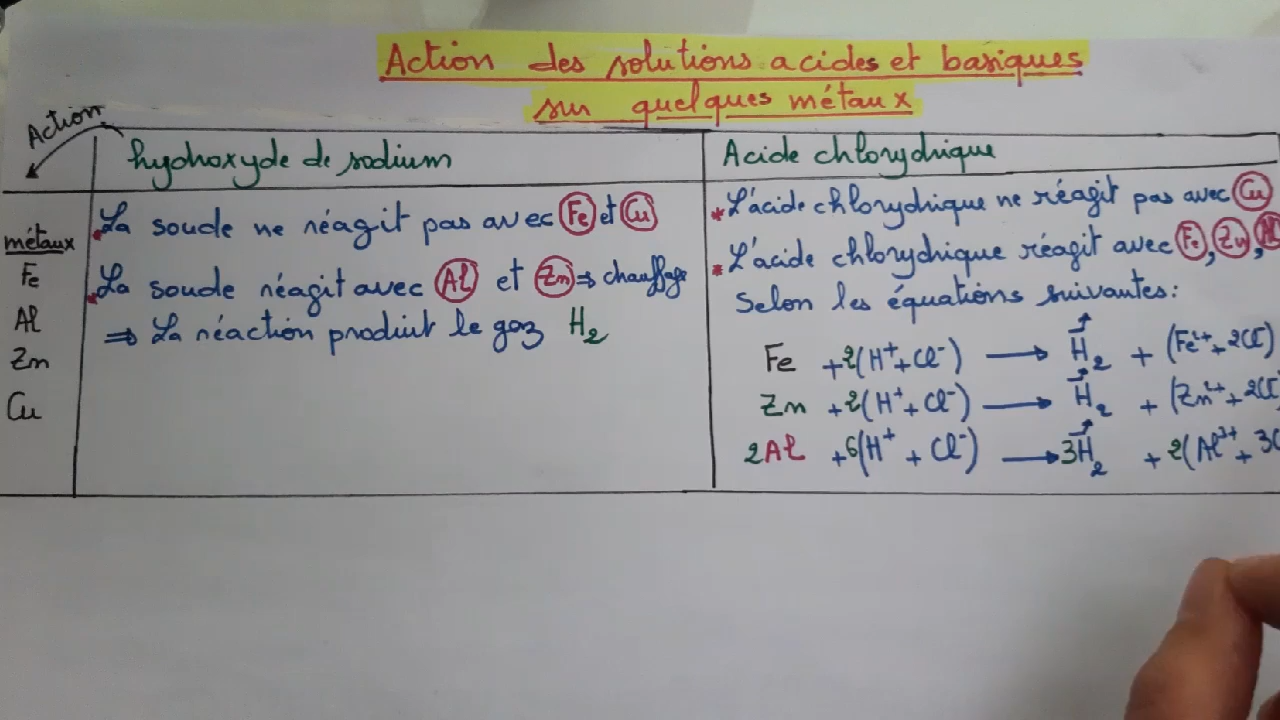 Action des solutions acides et basiques
sur quelques métaux
Action
hydroxyde de sodium
Acide chlorydrique
métaux
Fe
Al
Zn
Cu
*La soude ne réagit pas avec Fe et Cu
*La soude réagit avec Al et Zn ⇒ chauffage
⇒ La réaction produit le gaz H₂
*L'acide chlorydrique ne réagit pas avec Cu
*L'acide chlorydrique réagit avec Fe, Zn, Al
Selon les équations suivantes:
Fe +2(H⁺+Cl⁻) → H₂ + (Fe²⁺+2Cl⁻
Zn +2(H⁺+Cl⁻) → H₂ + (Zn²⁺+2Cl
2Al +6(H⁺ + Cl⁻) → 3H₂ + 2(Al³⁺ + 3C